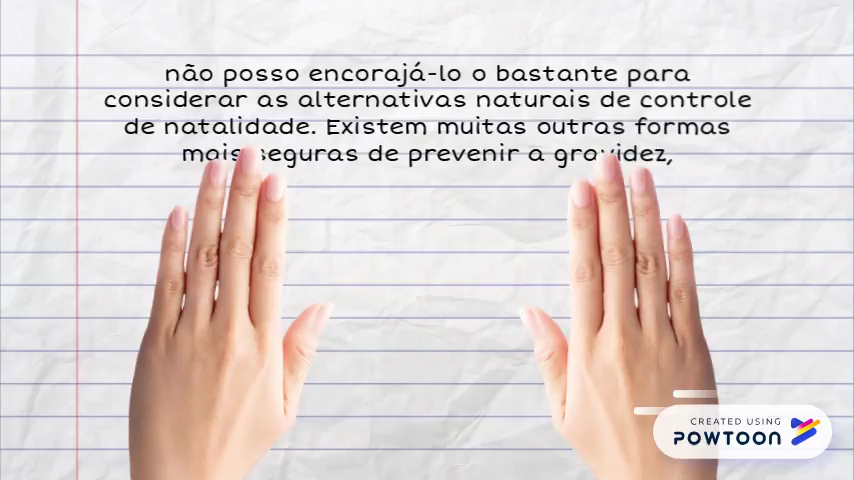 não posso encorajá-lo o bastante para
considerar as alternativas naturais de controle
de natalidade. Existem muitas outras formas
mais seguras de prevenir a gravidez,
CREATED USING
POWTOON